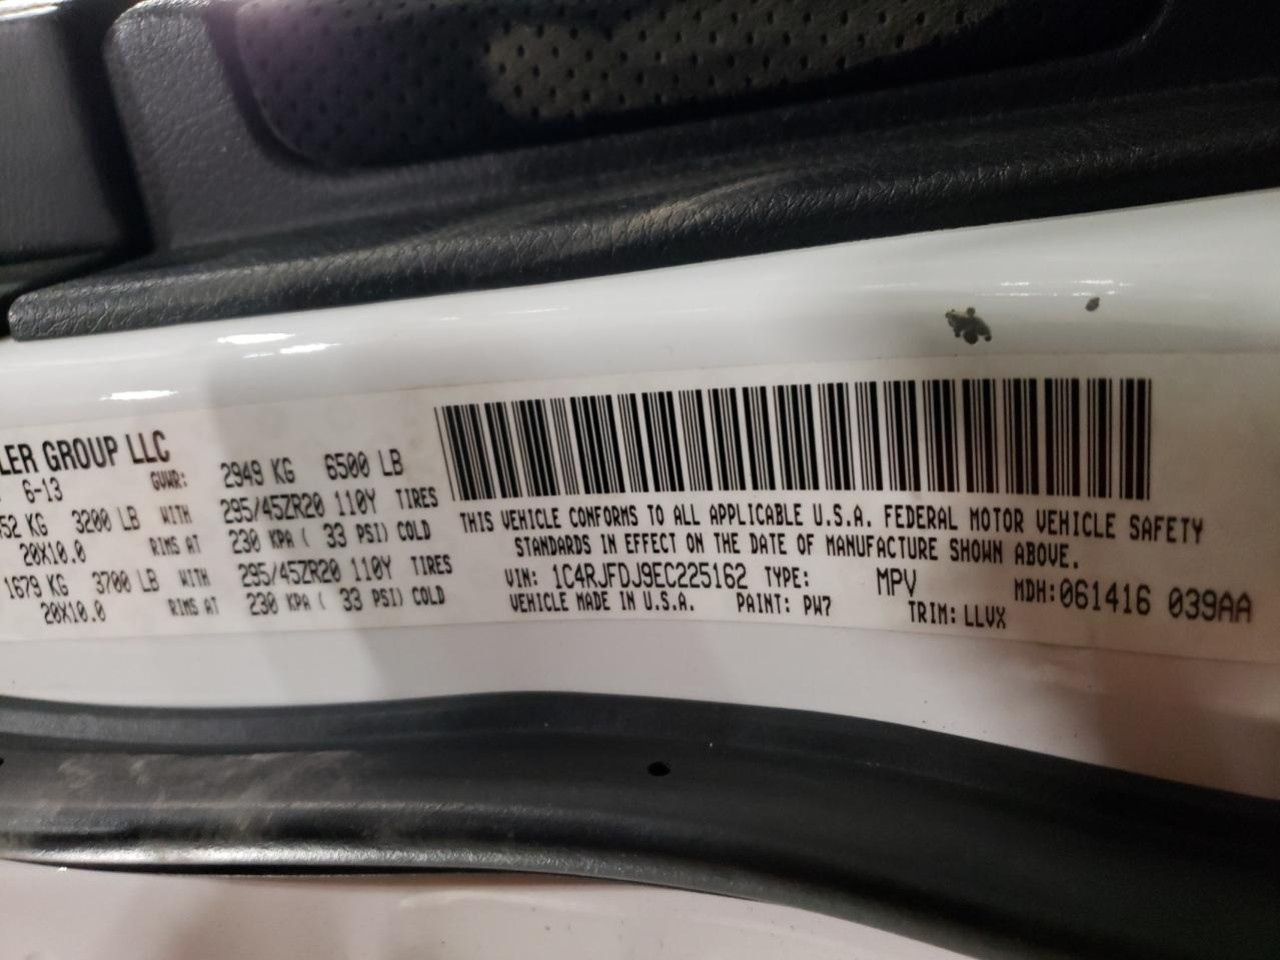 LER GROUP LLC
6-13 GVWR: 2949 KG 6500 LB
452 KG 3200 LB WITH 295/45ZR20 110Y TIRES
20X10.0 RIMS AT 230 KPA ( 33 PSI) COLD
1679 KG 3700 LB WITH 295/45ZR20 110Y TIRES
20X10.0 RIMS AT 230 KPA ( 33 PSI) COLD
THIS VEHICLE CONFORMS TO ALL APPLICABLE U.S.A. FEDERAL MOTOR VEHICLE SAFETY
STANDARDS IN EFFECT ON THE DATE OF MANUFACTURE SHOWN ABOVE.
VIN: 1C4RJFDJ9EC225162 TYPE: MPV MDH:061416 039AA
VEHICLE MADE IN U.S.A. PAINT: PW7 TRIM: LLVX